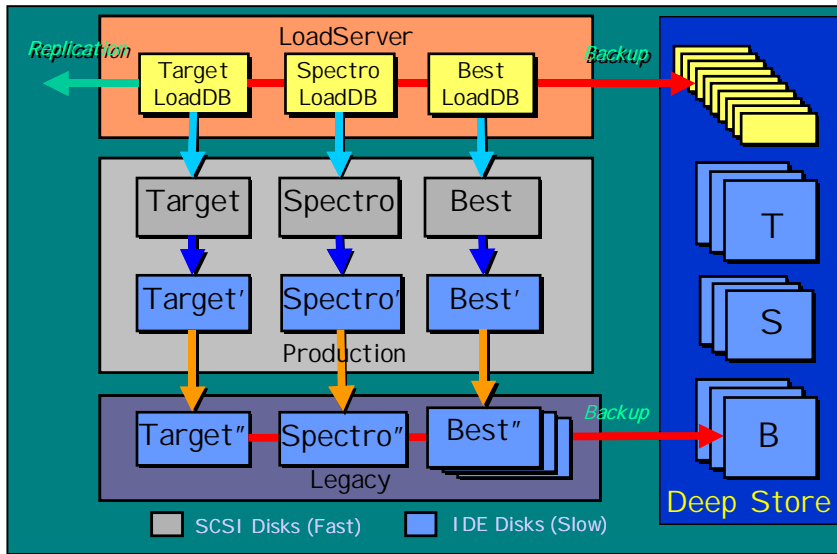 LoadServer
Replication
Backup
Target
LoadDB
Spectro
LoadDB
Best
LoadDB
Target
Spectro
Best
T
Target'
Spectro'
Best'
S
Production
Target"
Spectro"
Best"
Backup
B
Legacy
Deep Store
SCSI Disks (Fast)
IDE Disks (Slow)